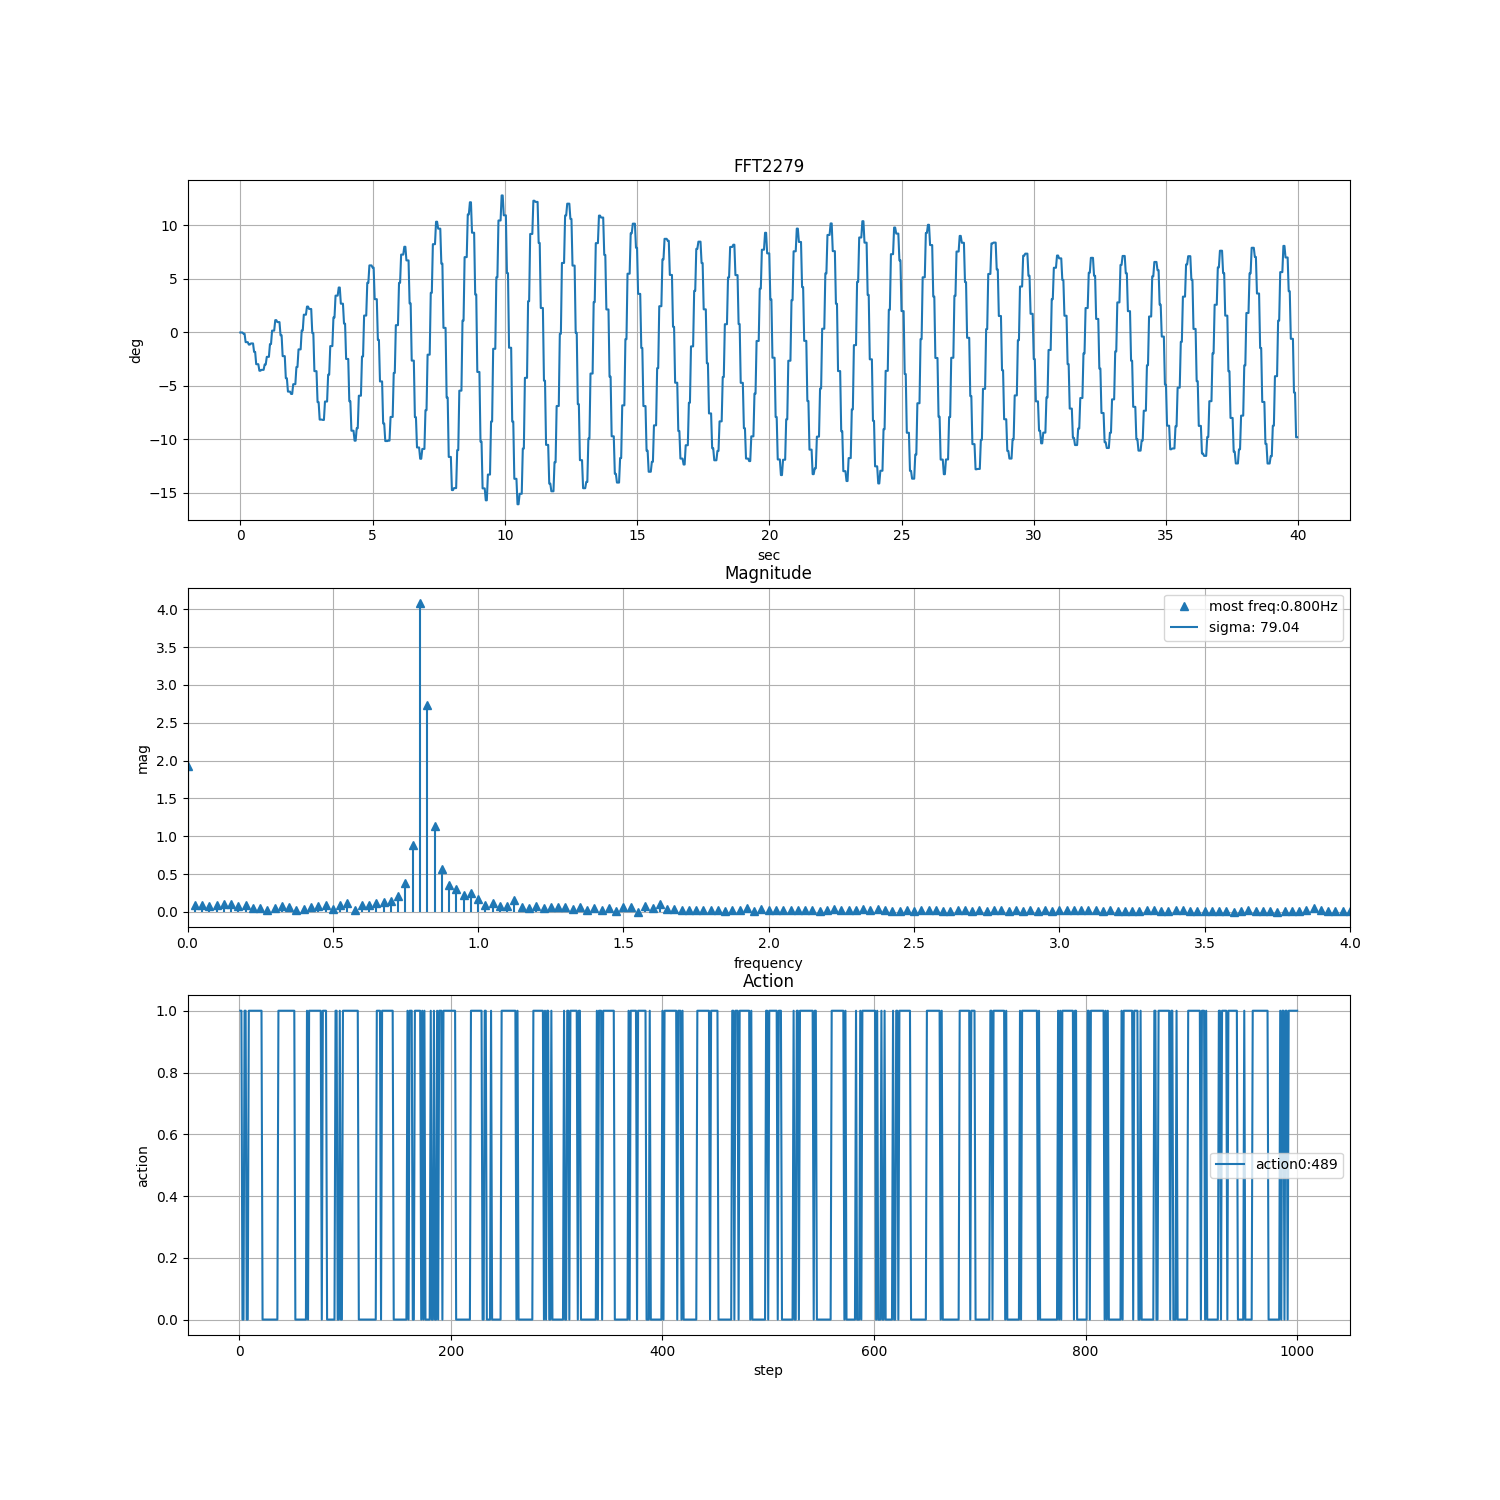 FFT2279
10
5
0
−5
−10
−15
deg
0 5 10 15 20 25 30 35 40
sec
Magnitude
most freq:0.800Hz
sigma: 79.04
4.0
3.5
3.0
2.5
2.0
1.5
1.0
0.5
0.0
mag
0.0 0.5 1.0 1.5 2.0 2.5 3.0 3.5 4.0
frequency
Action
1.0
0.8
0.6
0.4
0.2
0.0
action
action0:489
0 200 400 600 800 1000
step